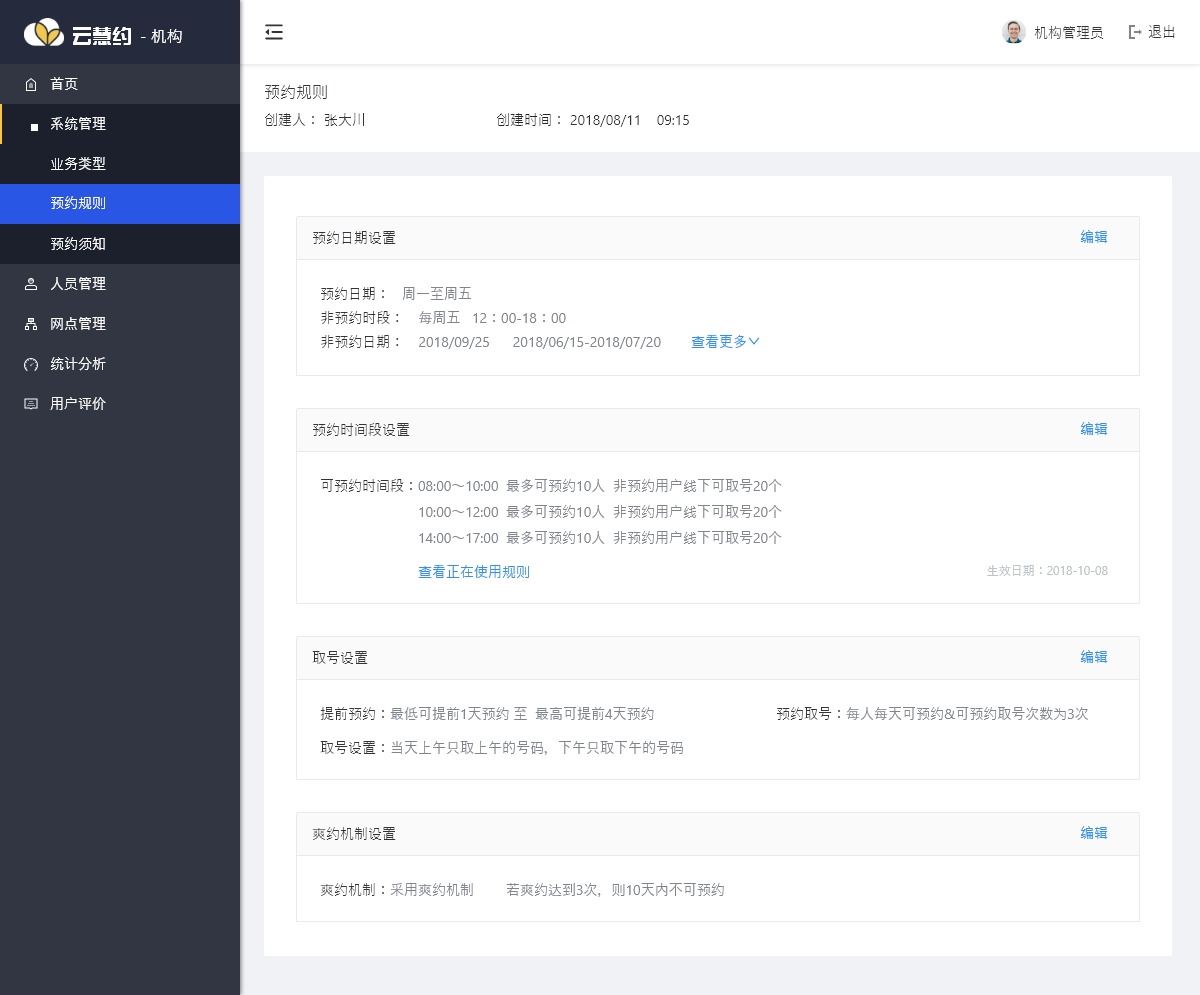 云慧约 - 机构
机构管理员 退出
首页
系统管理
业务类型
预约规则
预约须知
人员管理
网点管理
统计分析
用户评价
预约规则
创建人： 张大川 创建时间： 2018/08/11 09:15
预约日期设置 编辑
预约日期： 周一至周五
非预约时段： 每周五 12：00-18：00
非预约日期： 2018/09/25 2018/06/15-2018/07/20 查看更多
预约时间段设置 编辑
可预约时间段：08:00～10:00 最多可预约10人 非预约用户线下可取号20个
10:00～12:00 最多可预约10人 非预约用户线下可取号20个
14:00～17:00 最多可预约10人 非预约用户线下可取号20个
查看正在使用规则 生效日期：2018-10-08
取号设置 编辑
提前预约：最低可提前1天预约 至 最高可提前4天预约 预约取号：每人每天可预约&可预约取号次数为3次
取号设置：当天上午只取上午的号码，下午只取下午的号码
爽约机制设置 编辑
爽约机制：采用爽约机制 若爽约达到3次，则10天内不可预约